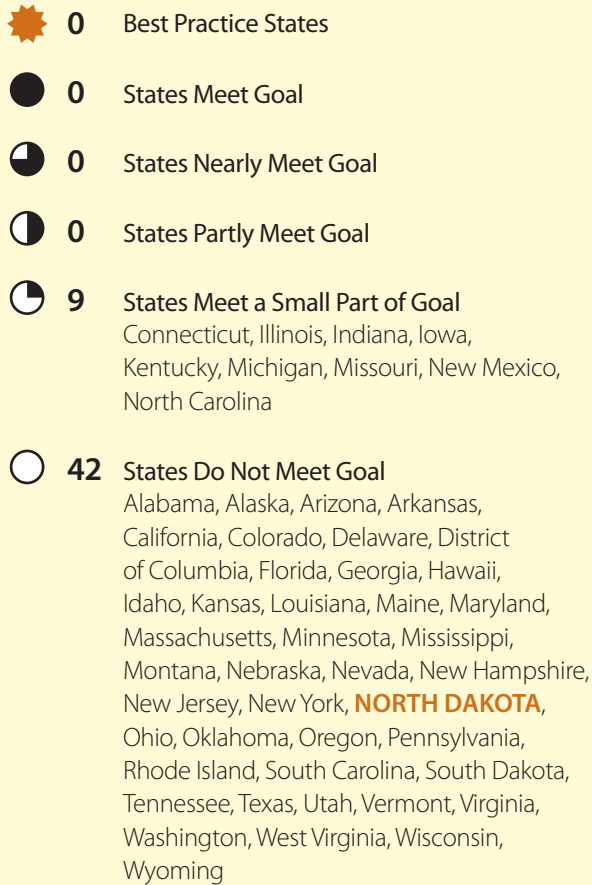 0 Best Practice States
0 States Meet Goal
0 States Nearly Meet Goal
0 States Partly Meet Goal
9 States Meet a Small Part of Goal
Connecticut, Illinois, Indiana, Iowa,
Kentucky, Michigan, Missouri, New Mexico,
North Carolina
42 States Do Not Meet Goal
Alabama, Alaska, Arizona, Arkansas,
California, Colorado, Delaware, District
of Columbia, Florida, Georgia, Hawaii,
Idaho, Kansas, Louisiana, Maine, Maryland,
Massachusetts, Minnesota, Mississippi,
Montana, Nebraska, Nevada, New Hampshire,
New Jersey, New York, NORTH DAKOTA,
Ohio, Oklahoma, Oregon, Pennsylvania,
Rhode Island, South Carolina, South Dakota,
Tennessee, Texas, Utah, Vermont, Virginia,
Washington, West Virginia, Wisconsin,
Wyoming